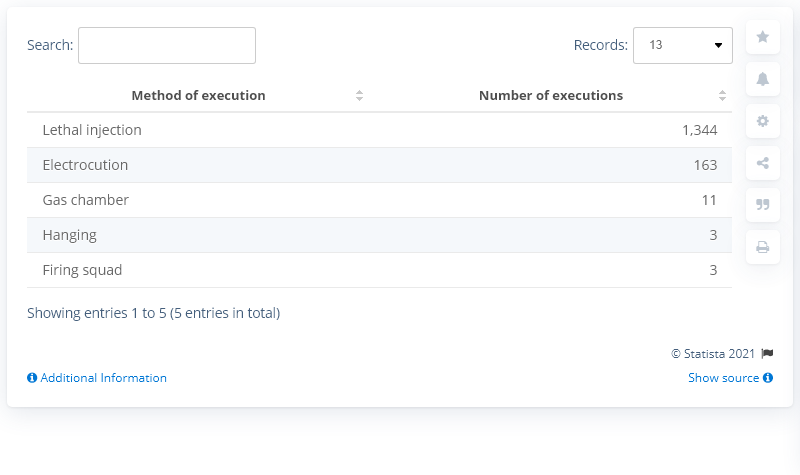 Search:
Records: 13
Method of execution Number of executions
Lethal injection 1,344
Electrocution 163
Gas chamber 11
Hanging 3
Firing squad 3
Showing entries 1 to 5 (5 entries in total)
© Statista 2021
Additional Information Show source